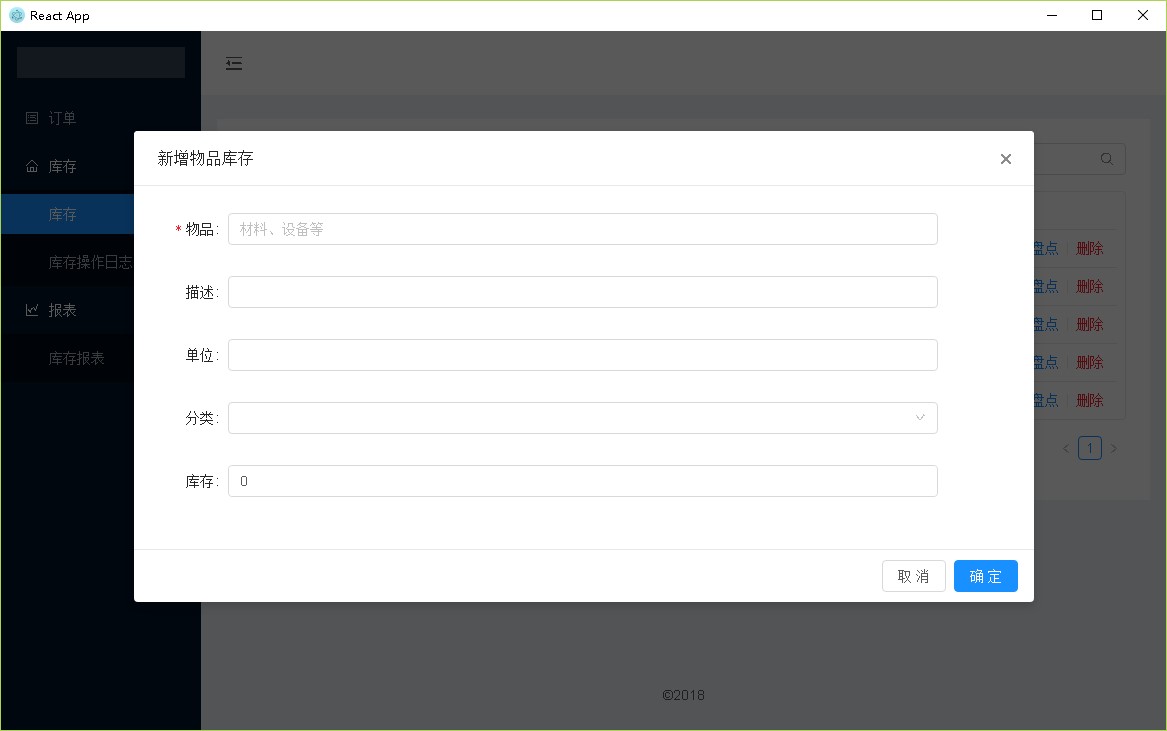 React App
订单
库存
库存
库存操作日志
报表
库存报表
新增物品库存
* 物品:
材料、设备等
描述:
单位:
分类:
库存:
0
取 消
确 定
盘点 删除
盘点 删除
盘点 删除
盘点 删除
盘点 删除
1
©2018